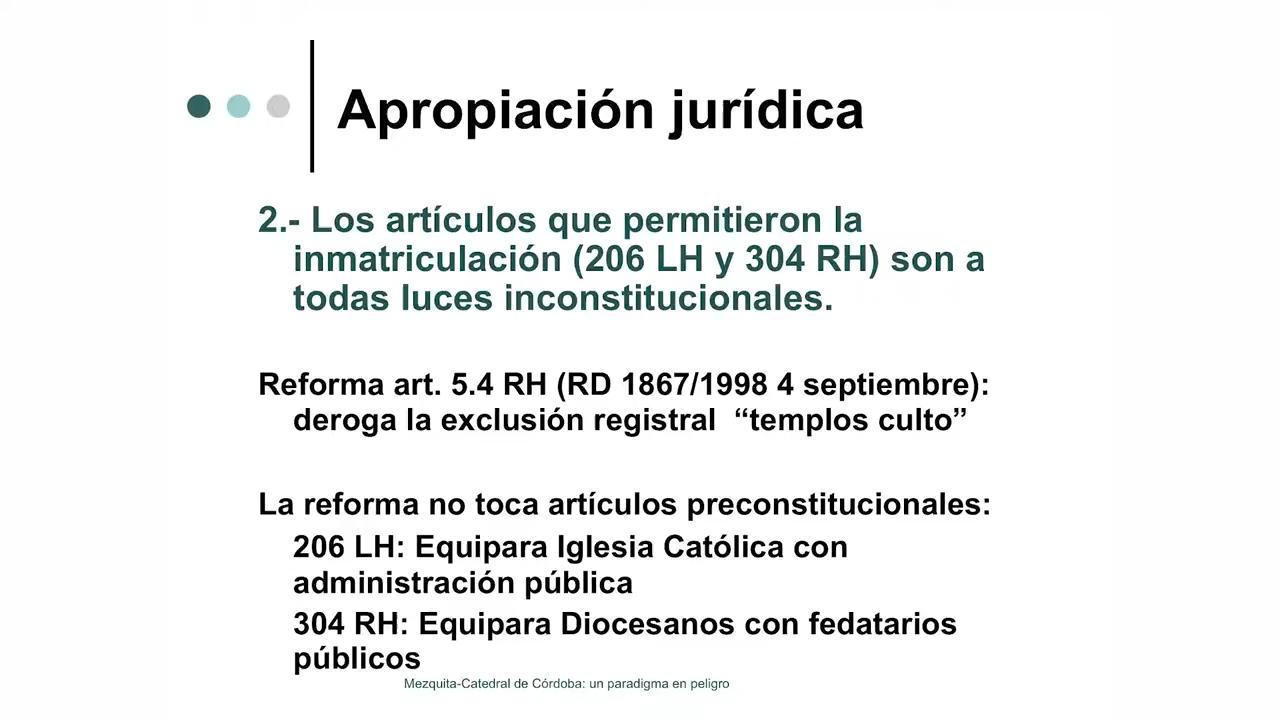 Apropiación jurídica
2.- Los artículos que permitieron la
inmatriculación (206 LH y 304 RH) son a
todas luces inconstitucionales.
Reforma art. 5.4 RH (RD 1867/1998 4 septiembre):
deroga la exclusión registral “templos culto”
La reforma no toca artículos preconstitucionales:
206 LH: Equipara Iglesia Católica con
administración pública
304 RH: Equipara Diocesanos con fedatarios
públicos
Mezquita-Catedral de Córdoba: un paradigma en peligro